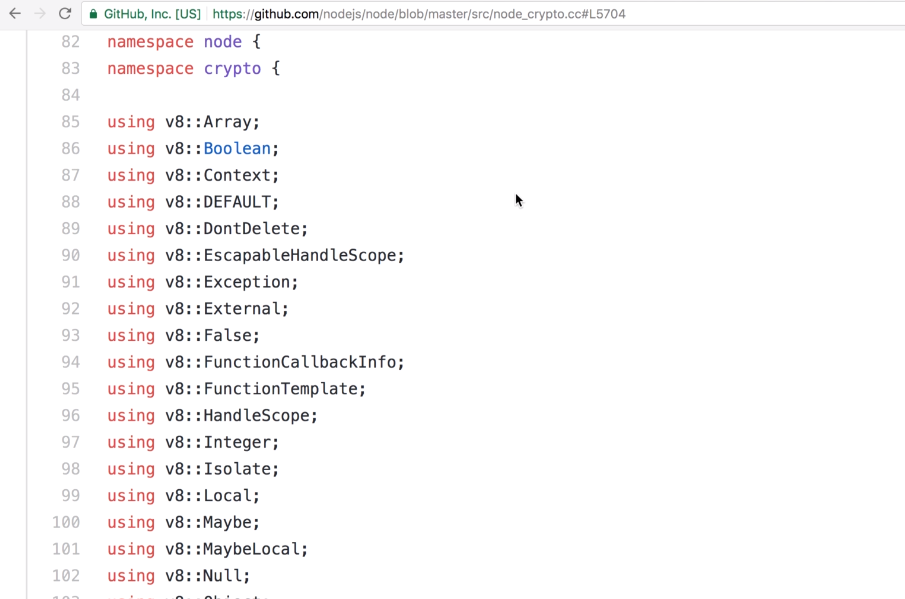 GitHub, Inc. [US] https://github.com/nodejs/node/blob/master/src/node_crypto.cc#L5704
82 namespace node {
83 namespace crypto {
84
85 using v8::Array;
86 using v8::Boolean;
87 using v8::Context;
88 using v8::DEFAULT;
89 using v8::DontDelete;
90 using v8::EscapableHandleScope;
91 using v8::Exception;
92 using v8::External;
93 using v8::False;
94 using v8::FunctionCallbackInfo;
95 using v8::FunctionTemplate;
96 using v8::HandleScope;
97 using v8::Integer;
98 using v8::Isolate;
99 using v8::Local;
100 using v8::Maybe;
101 using v8::MaybeLocal;
102 using v8::Null;